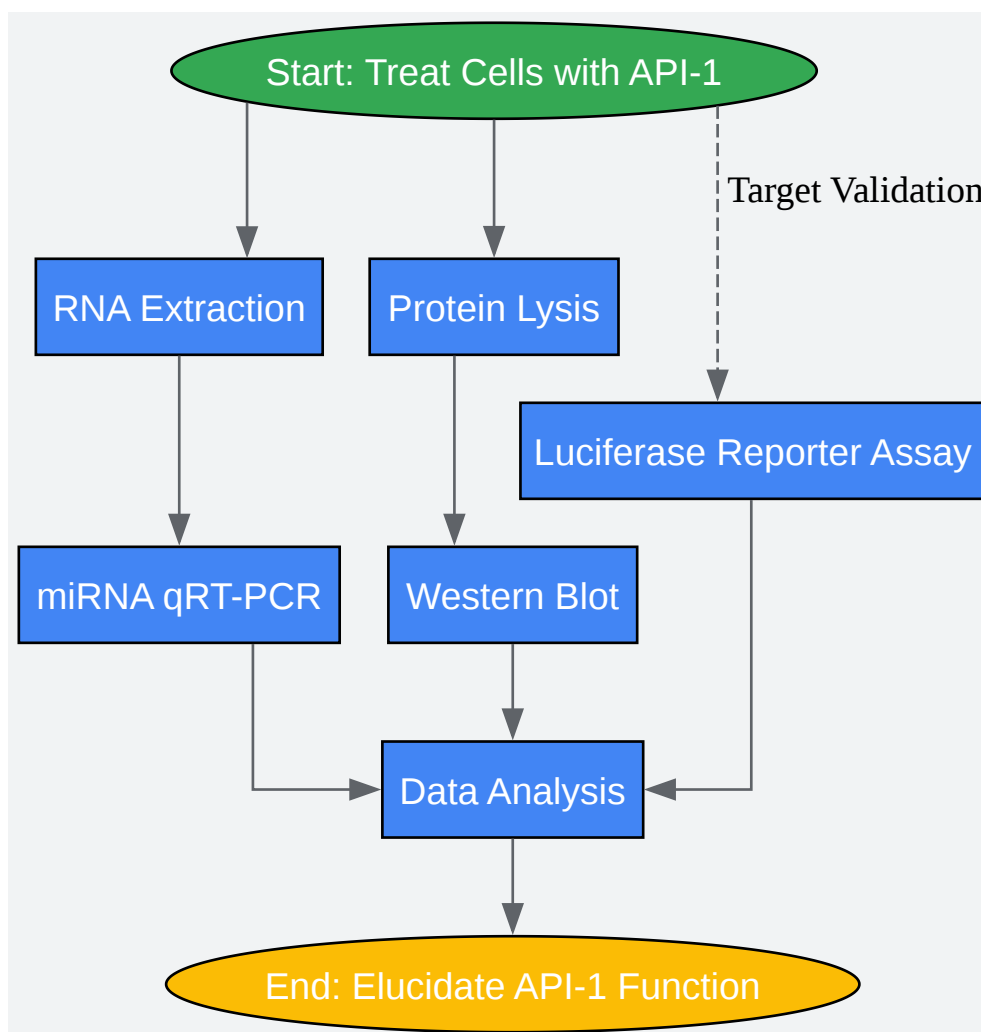 Start: Treat Cells with API-1
Target Validation
RNA Extraction
Protein Lysis
Luciferase Reporter Assay
miRNA qRT-PCR
Western Blot
Data Analysis
End: Elucidate API-1 Function